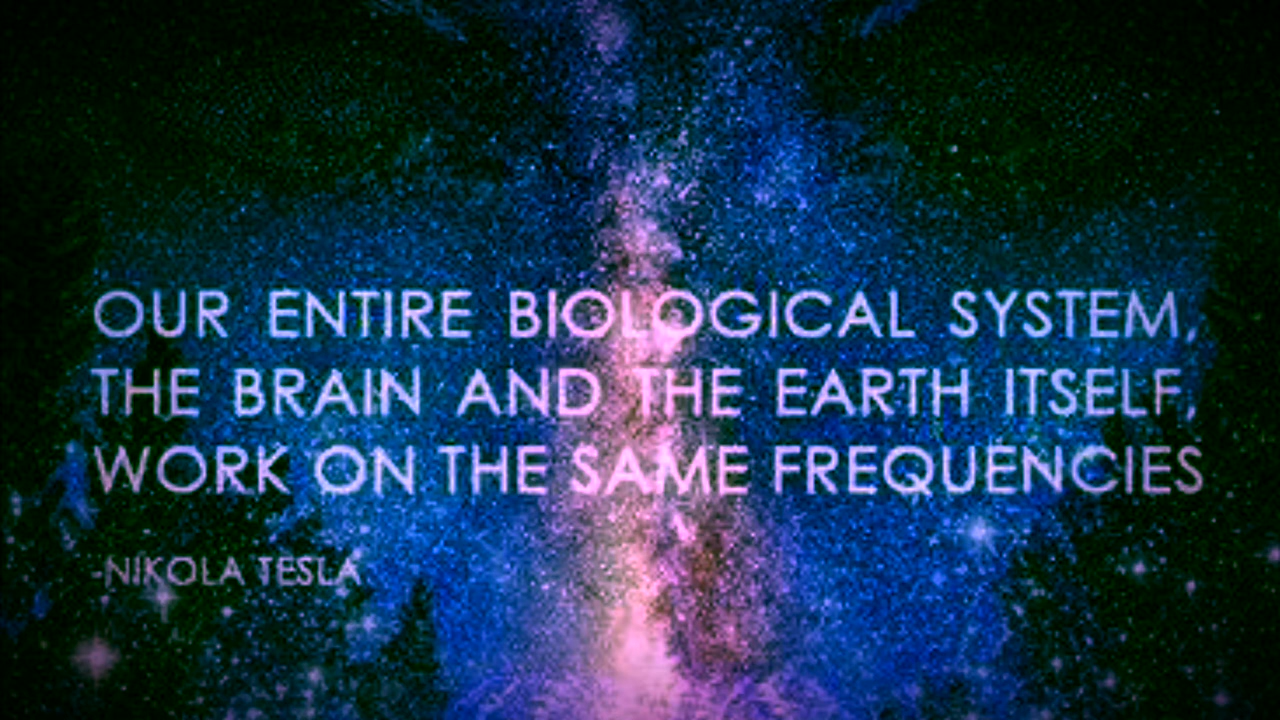 OUR ENTIRE BIOLOGICAL SYSTEM,
THE BRAIN AND THE EARTH ITSELF,
WORK ON THE SAME FREQUENCIES
-NIKOLA TESLA